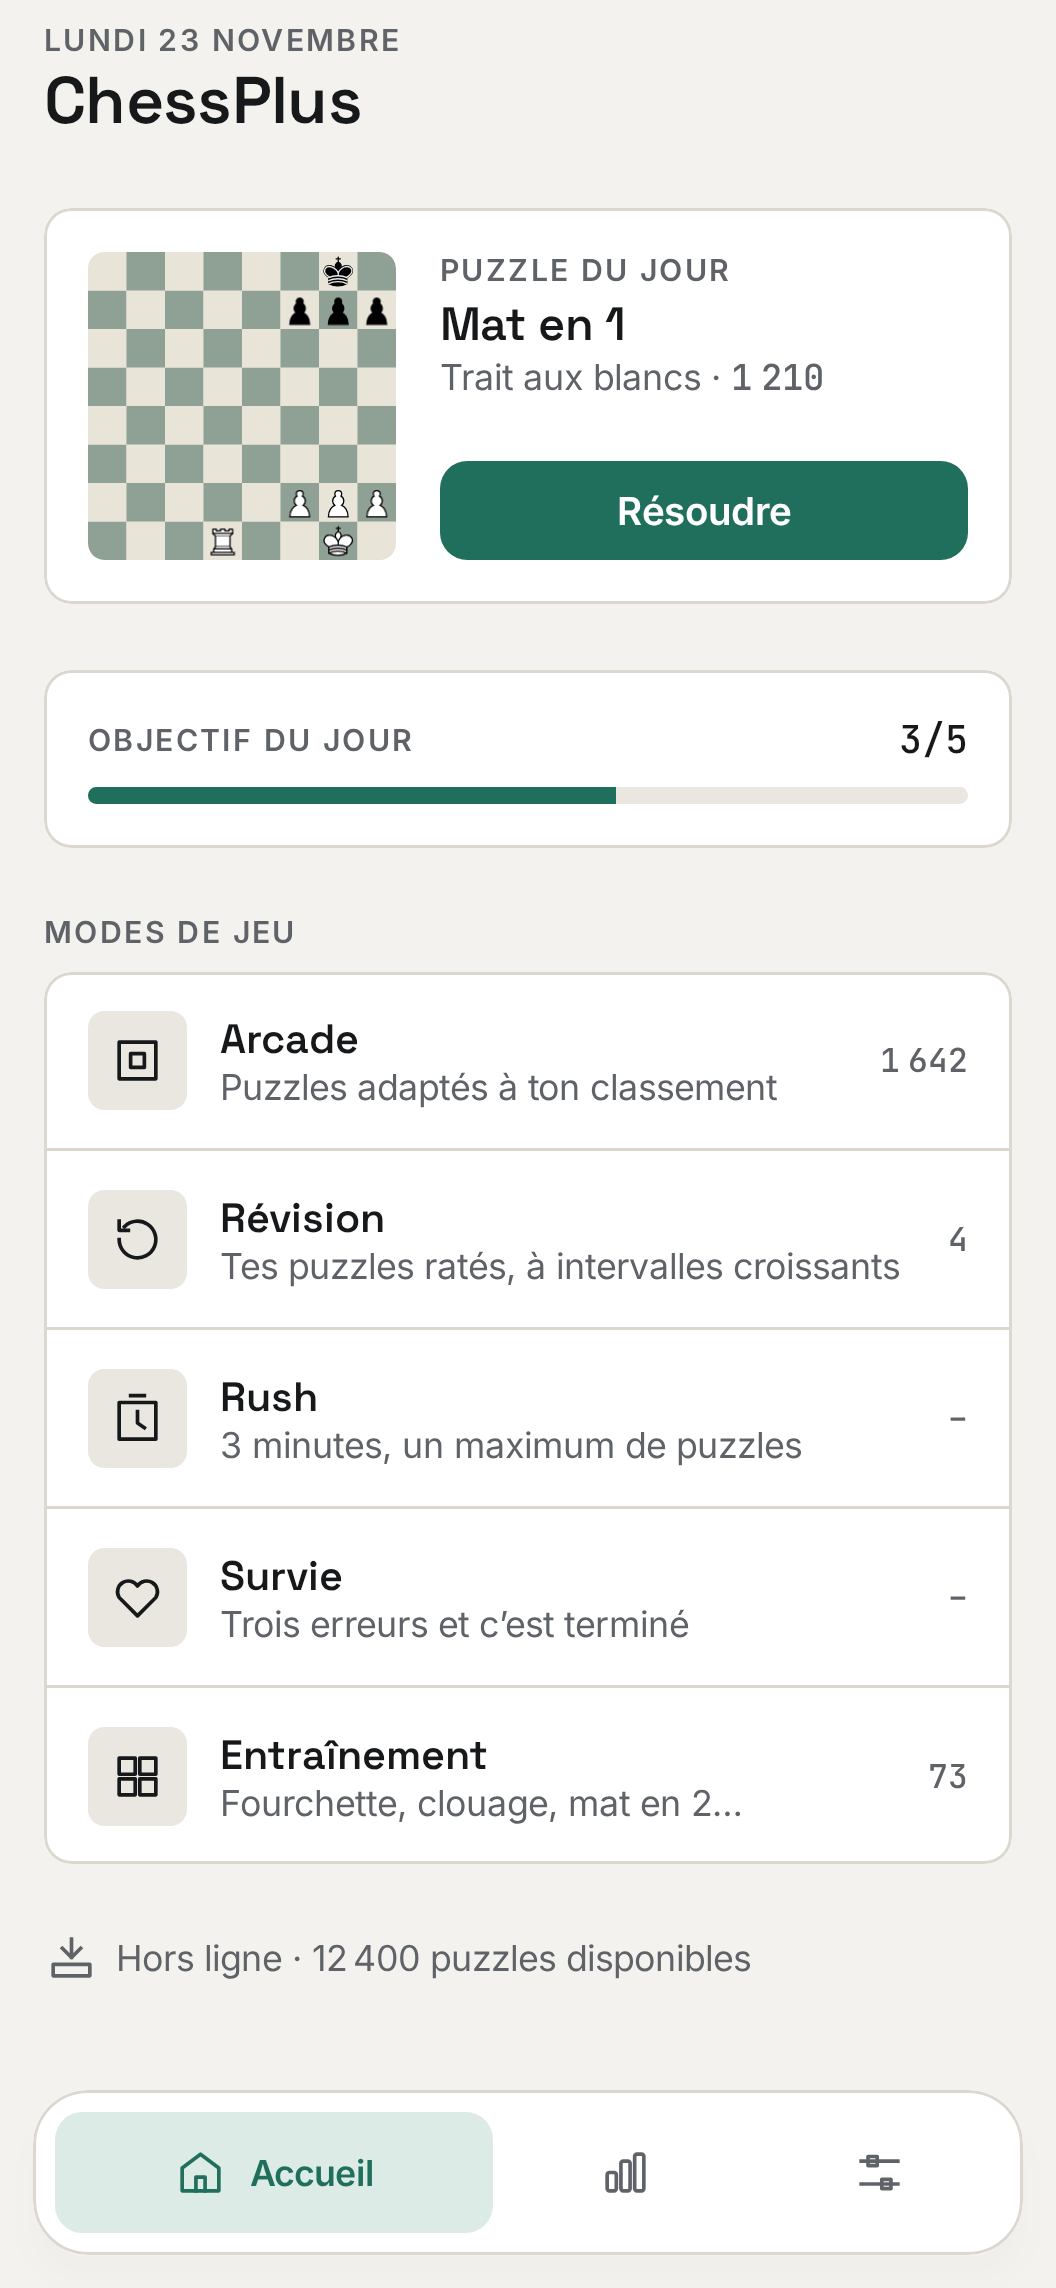 LUNDI 23 NOVEMBRE
ChessPlus
PUZZLE DU JOUR
Mat en 1
Trait aux blancs · 1 210
Résoudre
OBJECTIF DU JOUR 3/5
MODES DE JEU
Arcade
Puzzles adaptés à ton classement
1 642
Révision
Tes puzzles ratés, à intervalles croissants
4
Rush
3 minutes, un maximum de puzzles
–
Survie
Trois erreurs et c’est terminé
–
Entraînement
Fourchette, clouage, mat en 2…
73
Hors ligne · 12 400 puzzles disponibles
Accueil